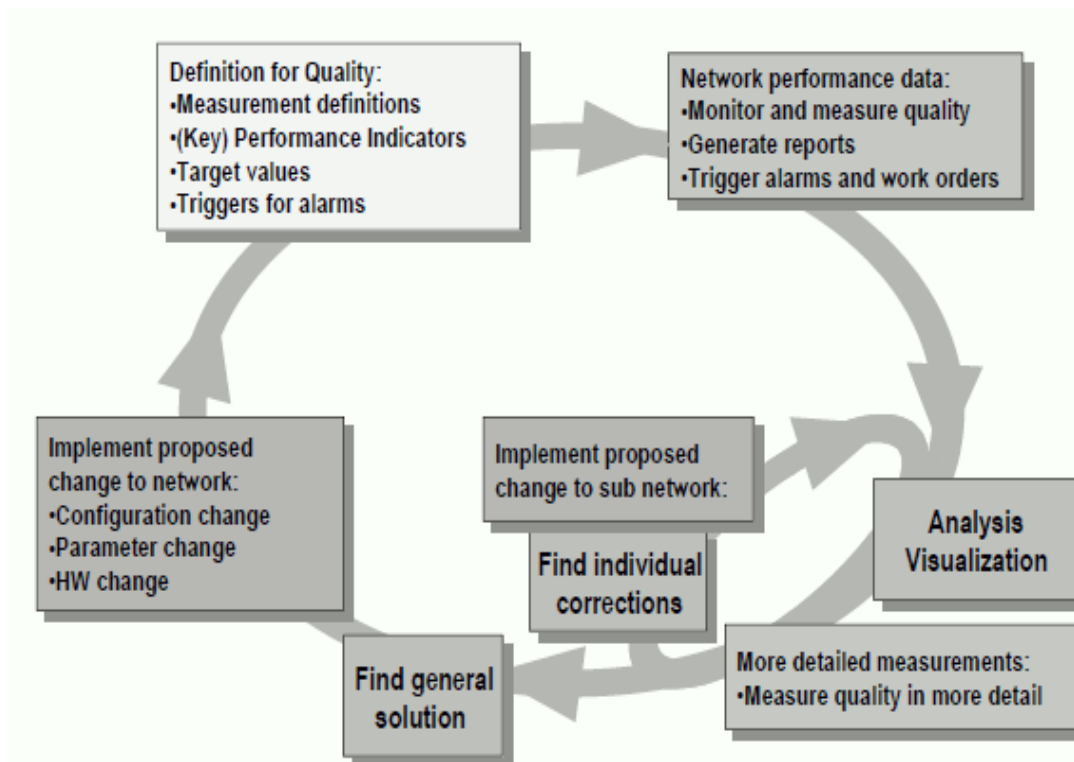 Definition for Quality:
•Measurement definitions
•(Key) Performance Indicators
•Target values
•Triggers for alarms
Network performance data:
•Monitor and measure quality
•Generate reports
•Trigger alarms and work orders
Implement proposed
change to network:
•Configuration change
•Parameter change
•HW change
Implement proposed
change to sub network:
Find individual
corrections
Analysis
Visualization
More detailed measurements:
•Measure quality in more detail
Find general
solution